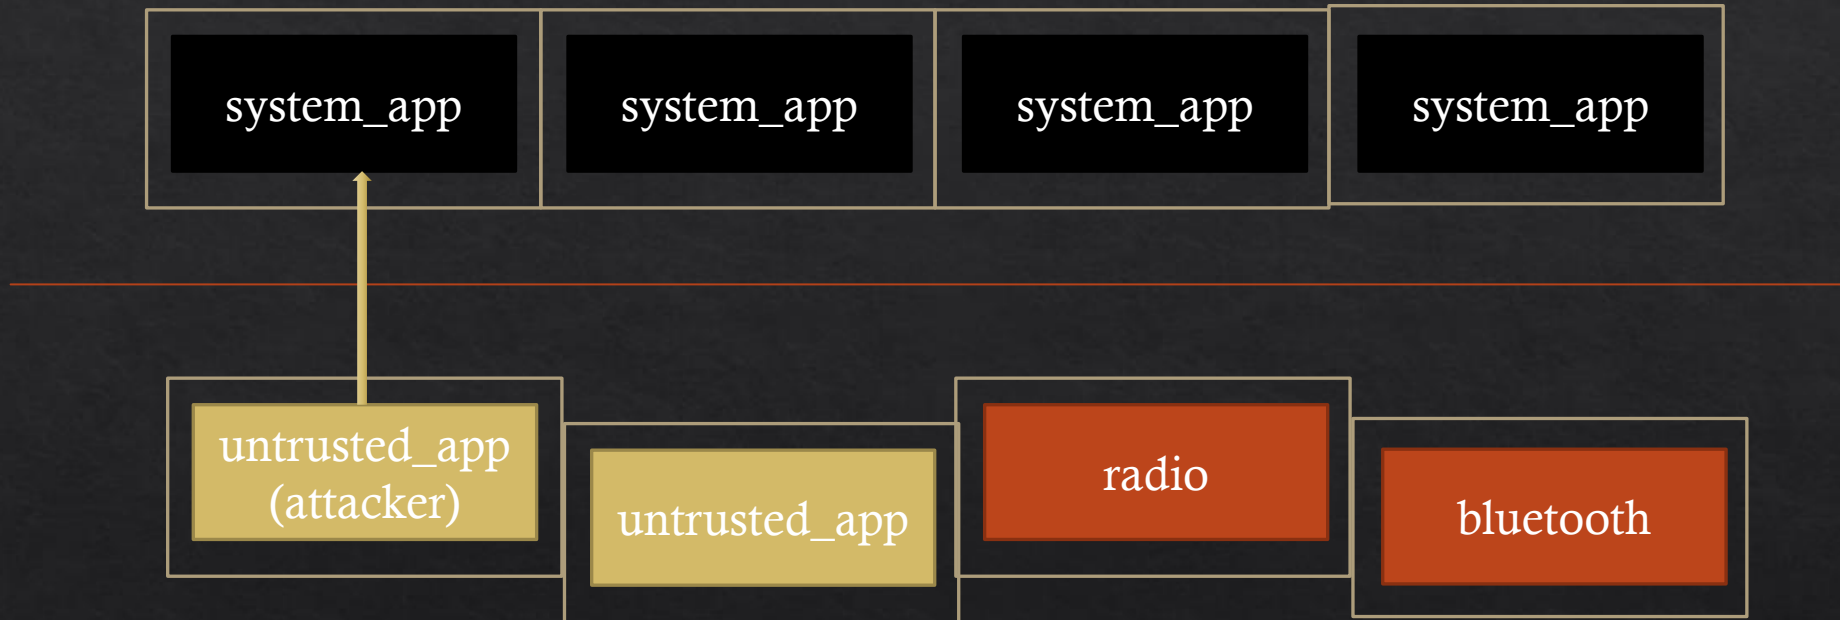 system_app
system_app
system_app
system_app
untrusted_app
(attacker)
untrusted_app
radio
bluetooth